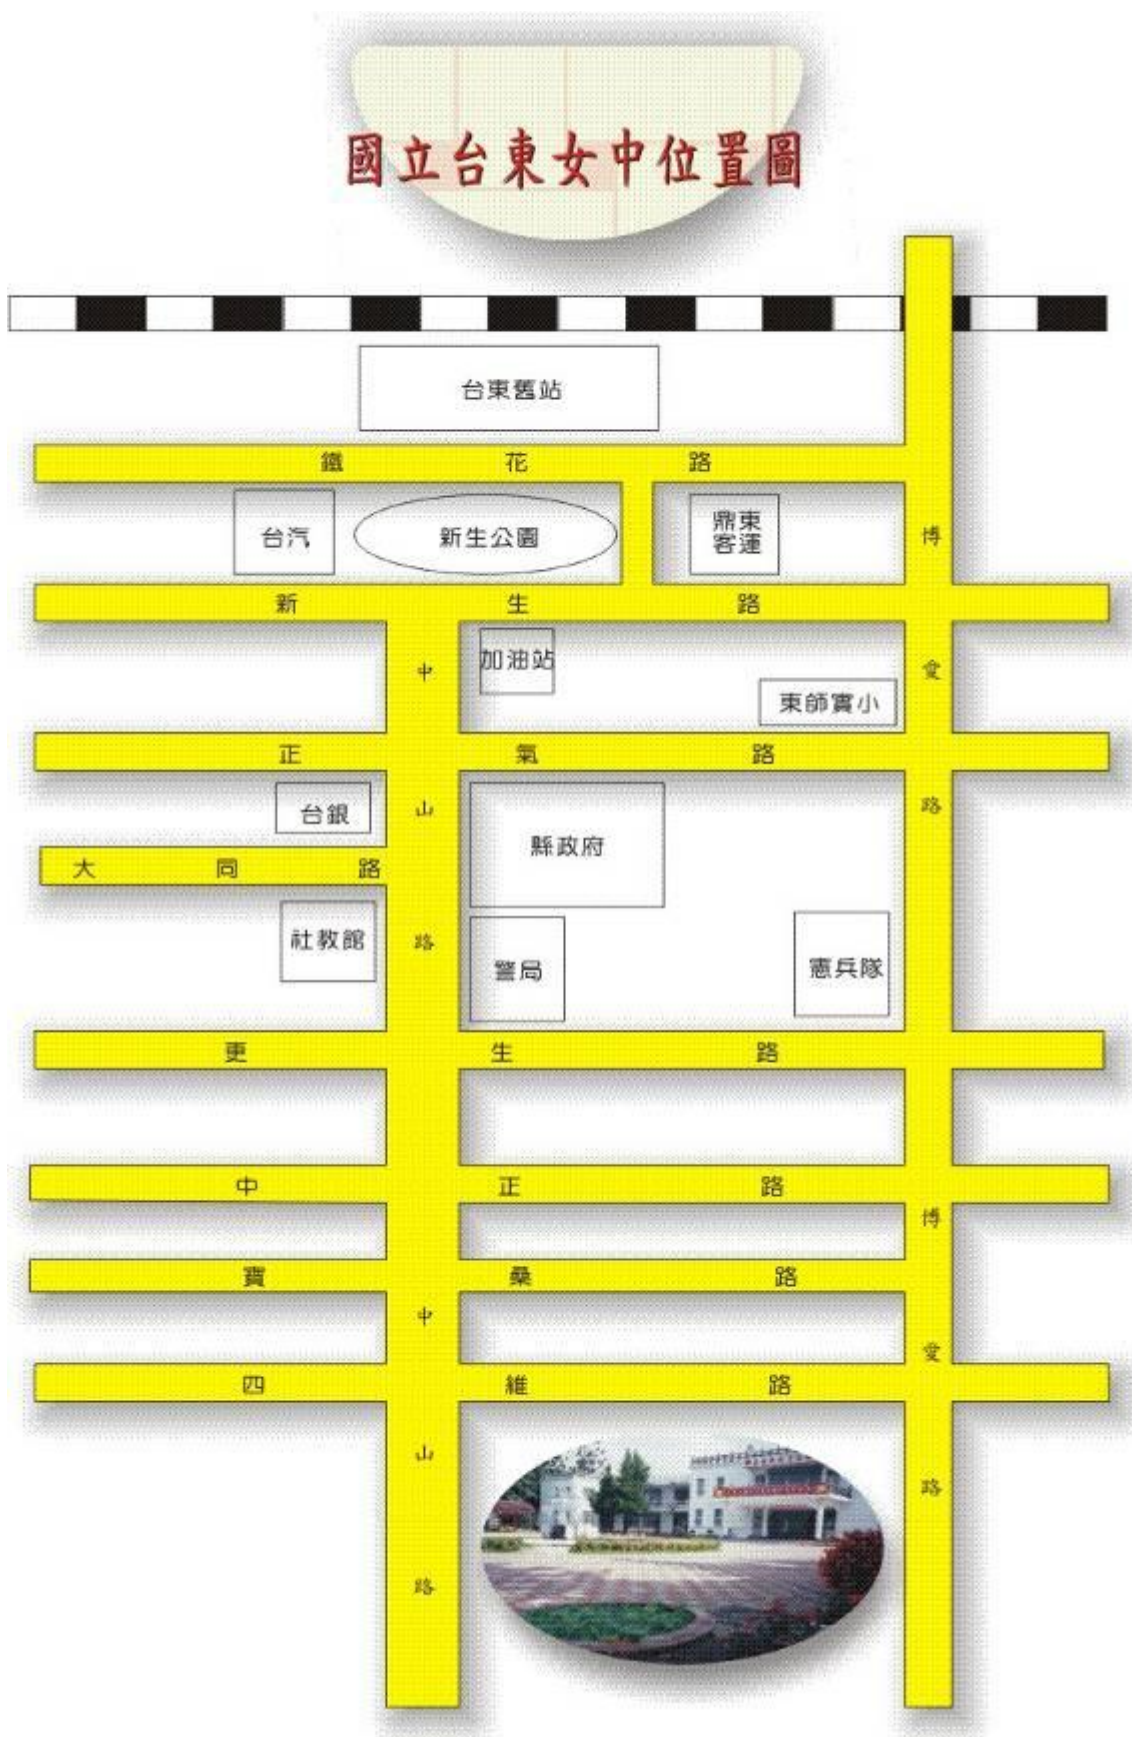 國立台東女中位置圖
台東舊站
鐵花路
台汽
新生公園
鼎東
客運
新生路
加油站
東師實小
正氣路
台銀
縣政府
大同路
社教館
警局
憲兵隊
更生路
中正路
寶桑路
四維路
中山路
中山路
博愛路
博愛路